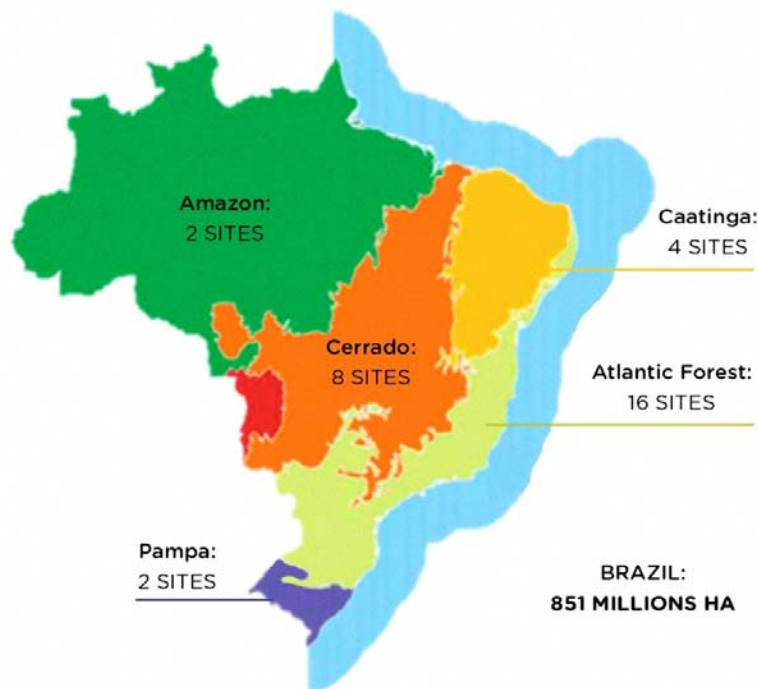 Amazon:
2 SITES
Caatinga:
4 SITES
Cerrado:
8 SITES
Atlantic Forest:
16 SITES
Pampa:
2 SITES
BRAZIL:
851 MILLIONS HA